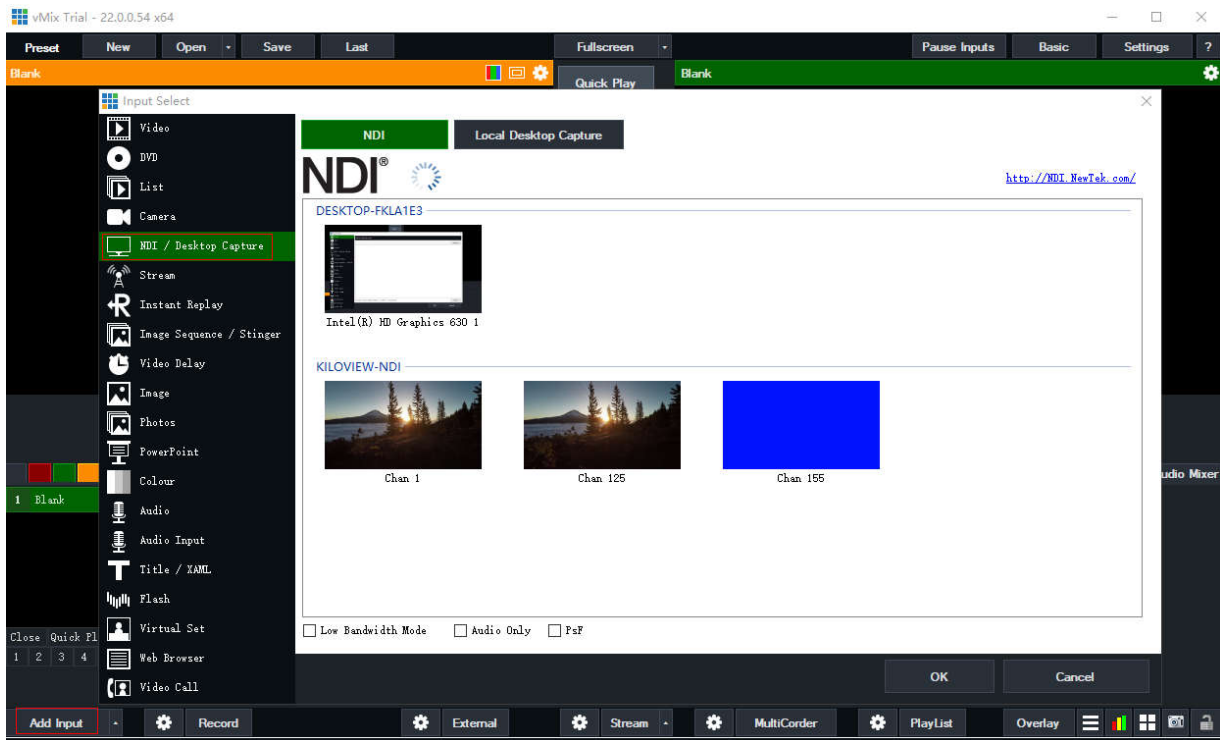 vMix Trial - 22.0.0.54 x64
Preset New Open Save Last Fullscreen Pause Inputs Basic Settings ?
Blank
Quick Play
Blank
Input Select
Video
DVD
List
Camera
NDI / Desktop Capture
Stream
Instant Replay
Image Sequence / Stinger
Video Delay
Image
Photos
PowerPoint
Colour
Audio
Audio Input
Title / XAML
Flash
Virtual Set
Web Browser
Video Call
NDI Local Desktop Capture
NDI®
http://NDI.NewTek.com/
DESKTOP-FKLA1E3
Intel(R) HD Graphics 630 1
KILOVIEW-NDI
Chan 1 Chan 125 Chan 155
Low Bandwidth Mode Audio Only PsF
OK Cancel
udio Mixer
1 Blank
Close Quick Pl
1 2 3 4
Add Input Record External Stream MultiCorder PlayList Overlay